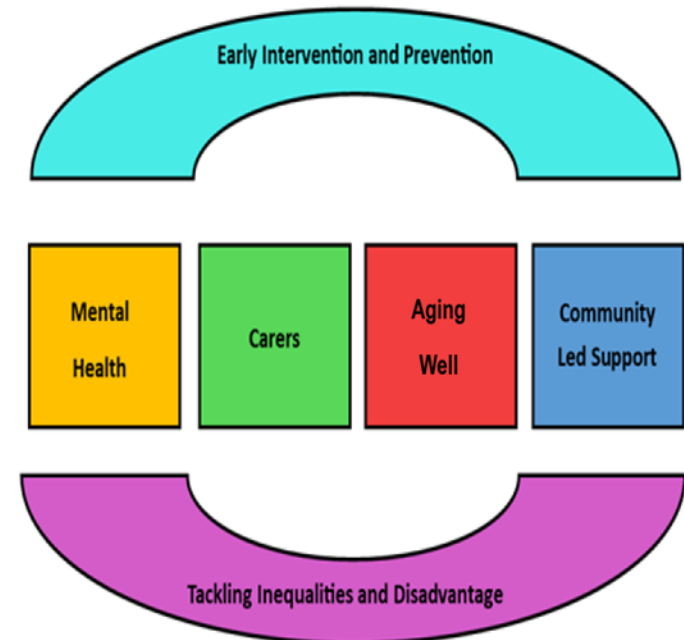 Early Intervention and Prevention
Mental
Health
Carers
Aging
Well
Community
Led Support
Tackling Inequalities and Disadvantage